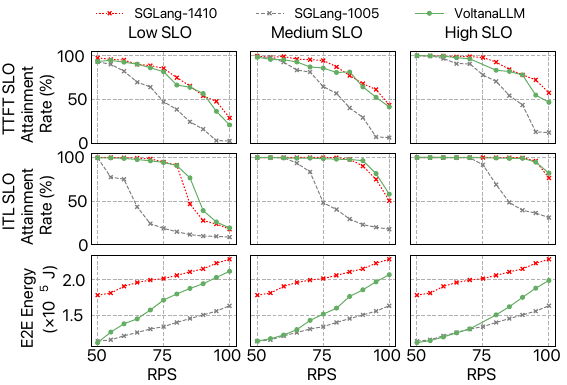 SGLang-1410 SGLang-1005 VoltanaLLM
Low SLO Medium SLO High SLO
TTFT SLO
Attainment
Rate (%)
100
50
0
ITL SLO
Attainment
Rate (%)
100
50
0
E2E Energy
(×10 5 J)
2.0
1.5
50 75 100 50 75 100 50 75 100
RPS RPS RPS